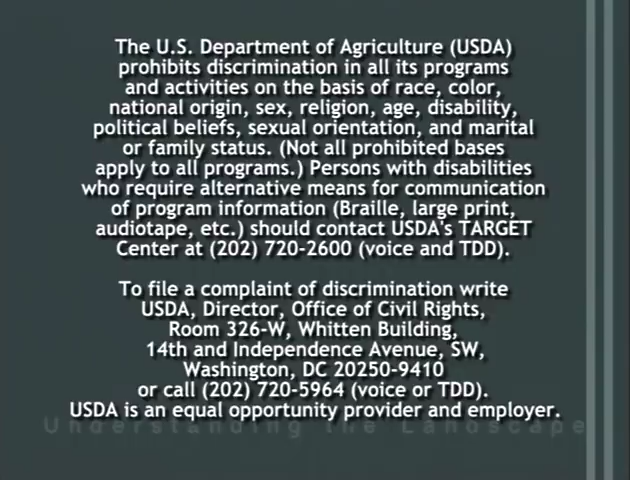 The U.S. Department of Agriculture (USDA)
prohibits discrimination in all its programs
and activities on the basis of race, color,
national origin, sex, religion, age, disability,
political beliefs, sexual orientation, and marital
or family status. (Not all prohibited bases
apply to all programs.) Persons with disabilities
who require alternative means for communication
of program information (Braille, large print,
audiotape, etc.) should contact USDA's TARGET
Center at (202) 720-2600 (voice and TDD).
To file a complaint of discrimination write
USDA, Director, Office of Civil Rights,
Room 326-W, Whitten Building,
14th and Independence Avenue, SW,
Washington, DC 20250-9410
or call (202) 720-5964 (voice or TDD).
USDA is an equal opportunity provider and employer.
Understanding the Landscape